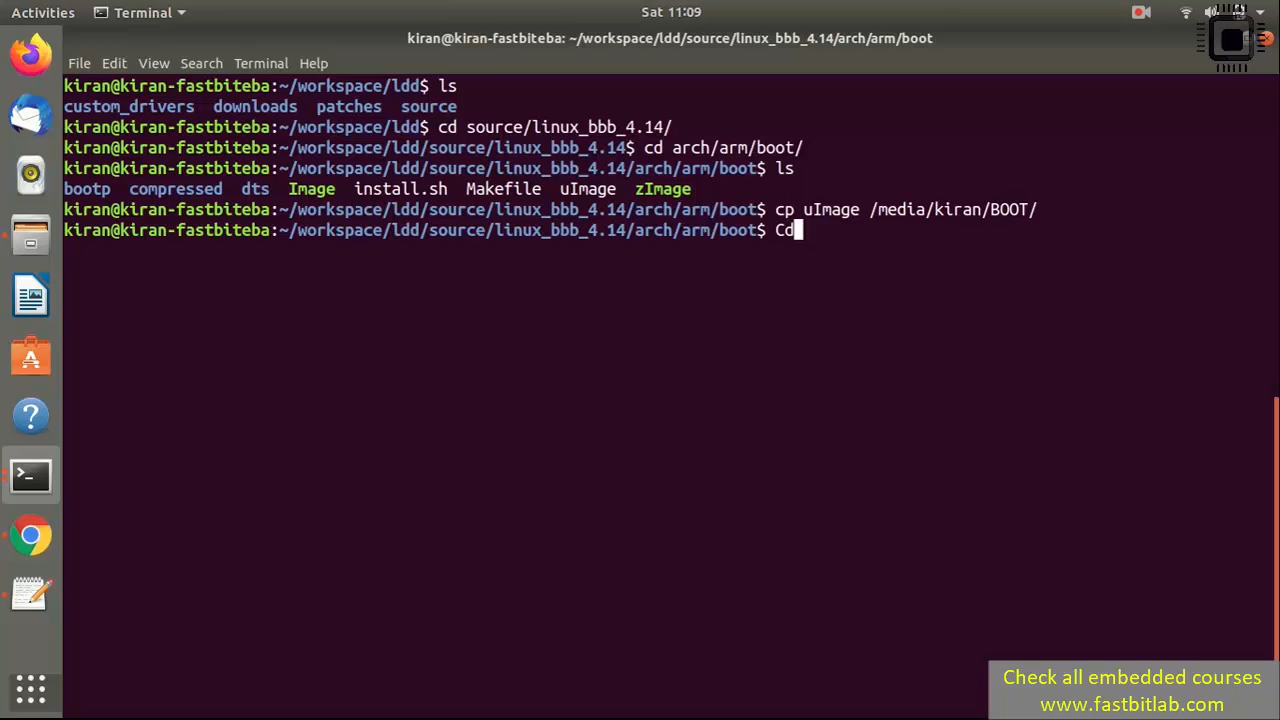 Activities Terminal Sat 11:09
kiran@kiran-fastbiteba: ~/workspace/ldd/source/linux_bbb_4.14/arch/arm/boot
File Edit View Search Terminal Help
kiran@kiran-fastbiteba:~/workspace/ldd$ ls
custom_drivers downloads patches source
kiran@kiran-fastbiteba:~/workspace/ldd$ cd source/linux_bbb_4.14/
kiran@kiran-fastbiteba:~/workspace/ldd/source/linux_bbb_4.14$ cd arch/arm/boot/
kiran@kiran-fastbiteba:~/workspace/ldd/source/linux_bbb_4.14/arch/arm/boot$ ls
bootp compressed dts Image install.sh Makefile uImage zImage
kiran@kiran-fastbiteba:~/workspace/ldd/source/linux_bbb_4.14/arch/arm/boot$ cp uImage /media/kiran/BOOT/
kiran@kiran-fastbiteba:~/workspace/ldd/source/linux_bbb_4.14/arch/arm/boot$ Cd
Check all embedded courses
www.fastbitlab.com